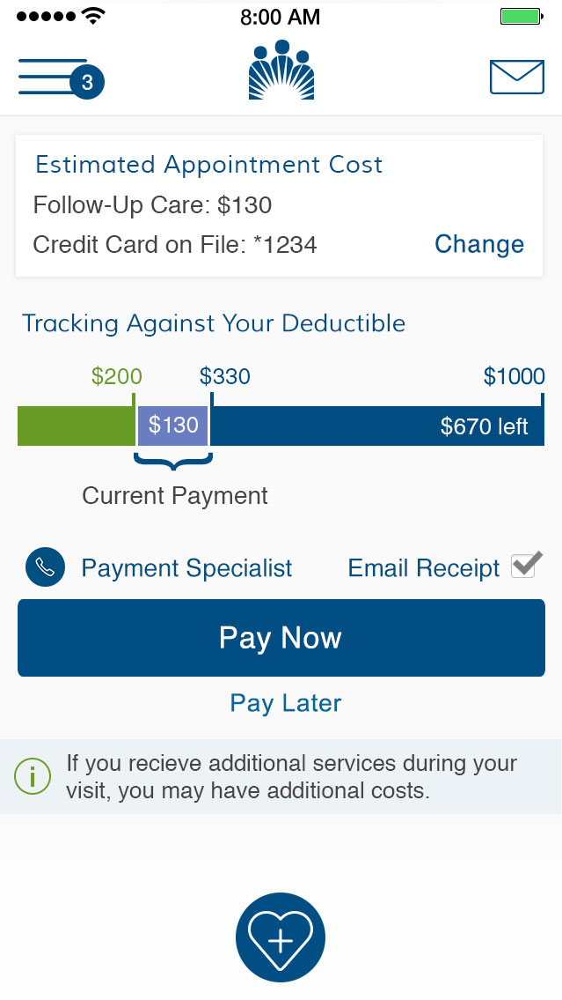 8:00 AM
3
Estimated Appointment Cost
Follow-Up Care: $130
Credit Card on File: *1234
Change
Tracking Against Your Deductible
$200 $330 $1000
$130 $670 left
Current Payment
Payment Specialist Email Receipt
Pay Now
Pay Later
i
If you recieve additional services during your
visit, you may have additional costs.